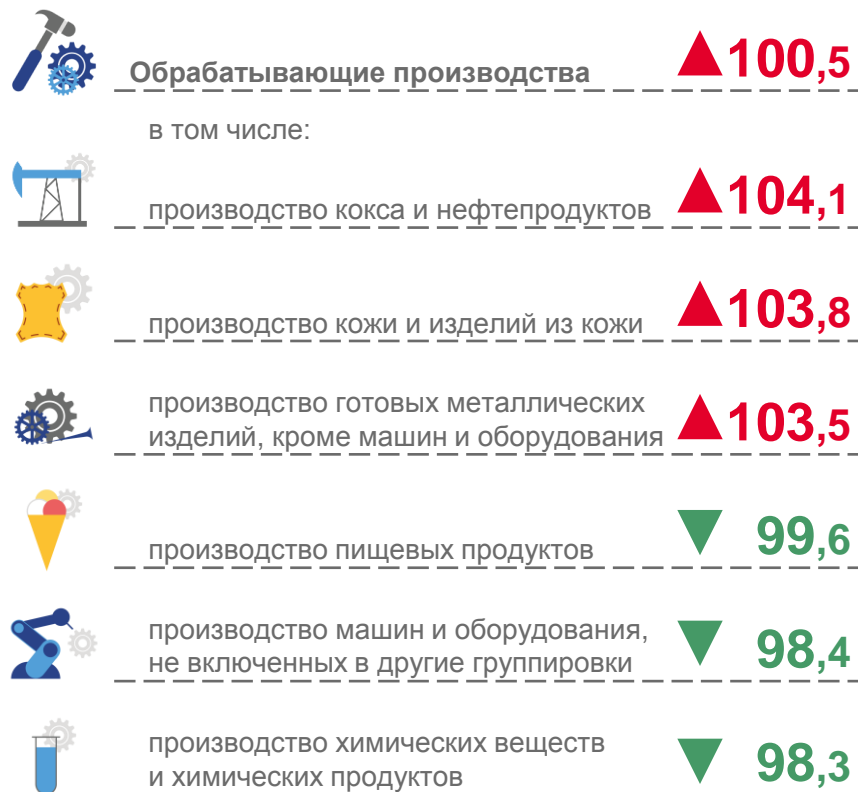 Обрабатывающие производства ▲100,5
в том числе:
производство кокса и нефтепродуктов ▲104,1
производство кожи и изделий из кожи ▲103,8
производство готовых металлических
изделий, кроме машин и оборудования ▲103,5
производство пищевых продуктов ▼ 99,6
производство машин и оборудования,
не включенных в другие группировки ▼ 98,4
производство химических веществ
и химических продуктов ▼ 98,3